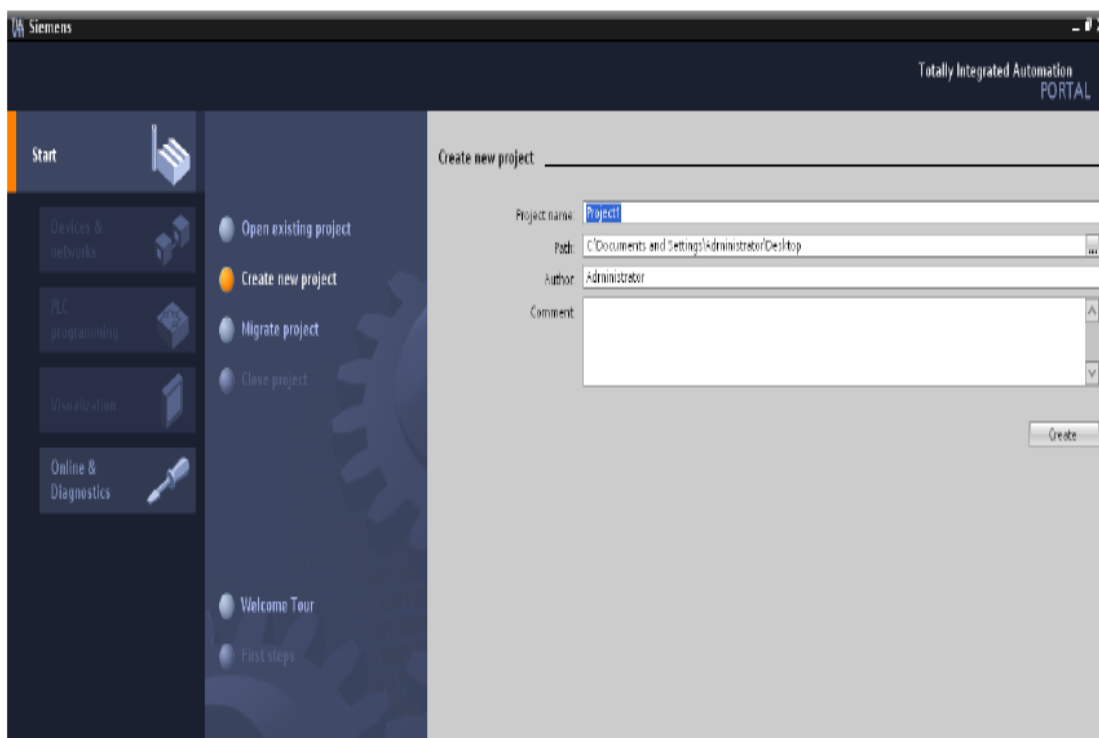 Siemens
Totally Integrated Automation
PORTAL
Start
Devices &
networks
PLC
programming
Visualization
Online &
Diagnostics
Open existing project
Create new project
Migrate project
Close project
Welcome Tour
First steps
Create new project
Project name: Project1
Path: C:\Documents and Settings\Administrator\Desktop
...
Author: Administrator
Comment:
Create